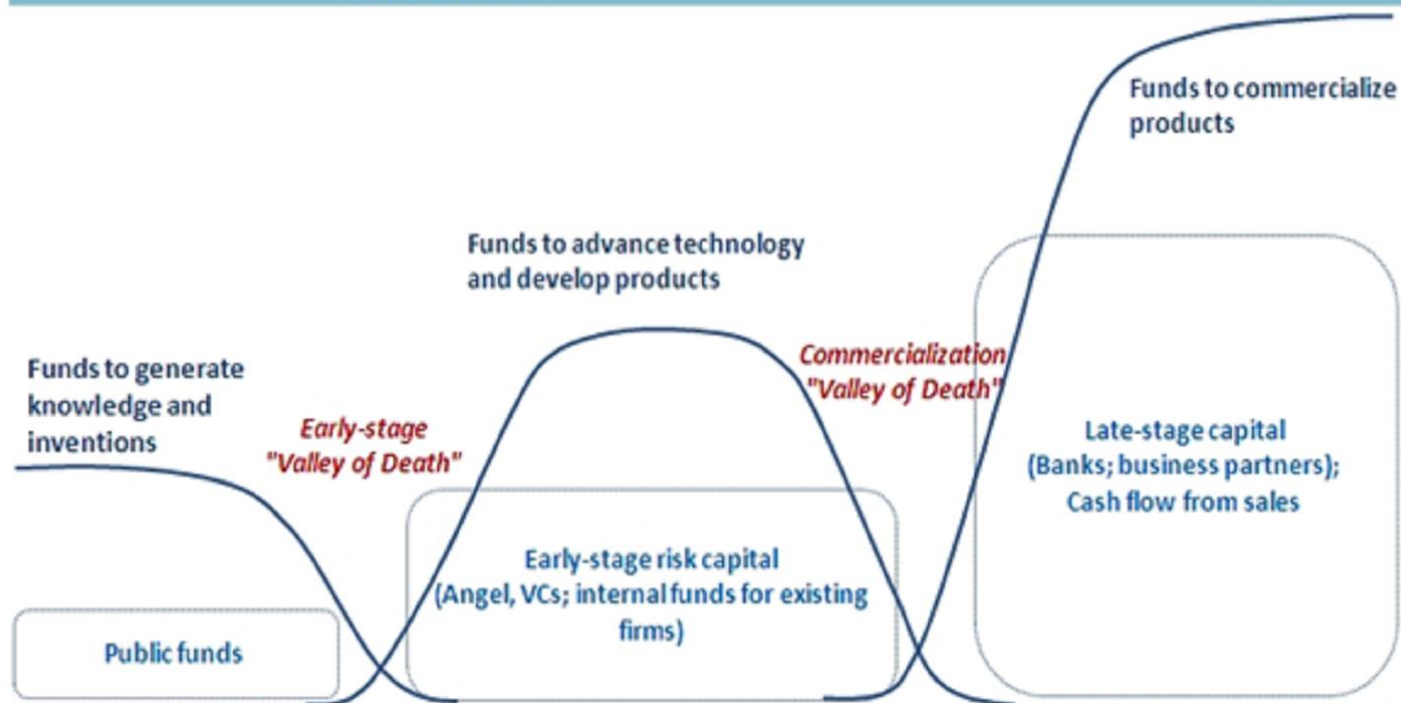 Funds to commercialize
products
Funds to advance technology
and develop products
Funds to generate
knowledge and
inventions
Early-stage
"Valley of Death"
Commercialization
"Valley of Death"
Late-stage capital
(Banks; business partners);
Cash flow from sales
Early-stage risk capital
(Angel, VCs; internal funds for existing
firms)
Public funds